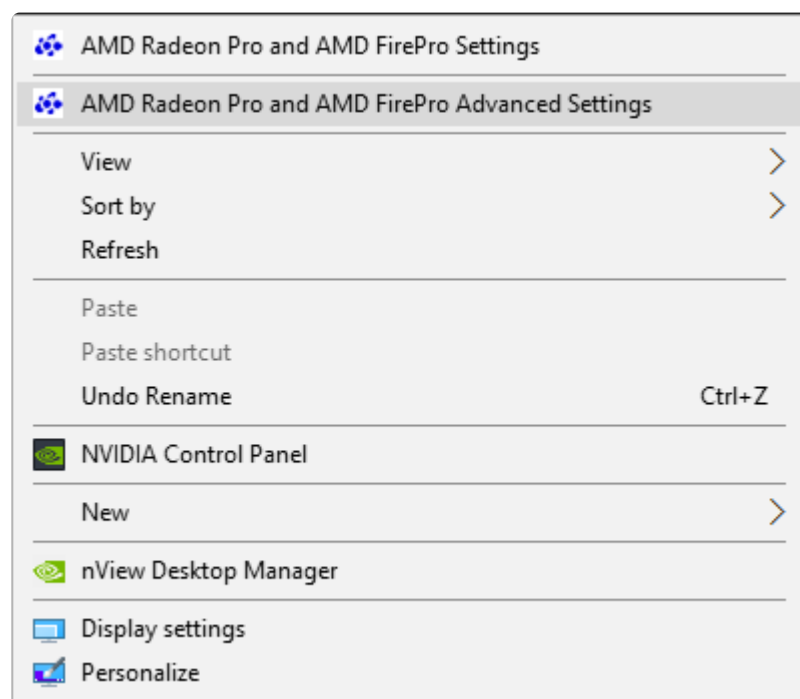 AMD Radeon Pro and AMD FirePro Settings
AMD Radeon Pro and AMD FirePro Advanced Settings
View
Sort by
Refresh
Paste
Paste shortcut
Undo Rename Ctrl+Z
NVIDIA Control Panel
New
nView Desktop Manager
Display settings
Personalize